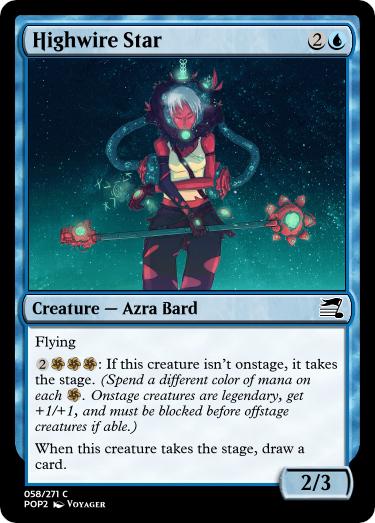 Highwire Star 2
Creature — Azra Bard
Flying
2: If this creature isn't onstage, it takes
the stage. (Spend a different color of mana on
each . Onstage creatures are legendary, get
+1/+1, and must be blocked before offstage
creatures if able.)
When this creature takes the stage, draw a
card.
2/3
058/271 C
POP2 VOYAGER